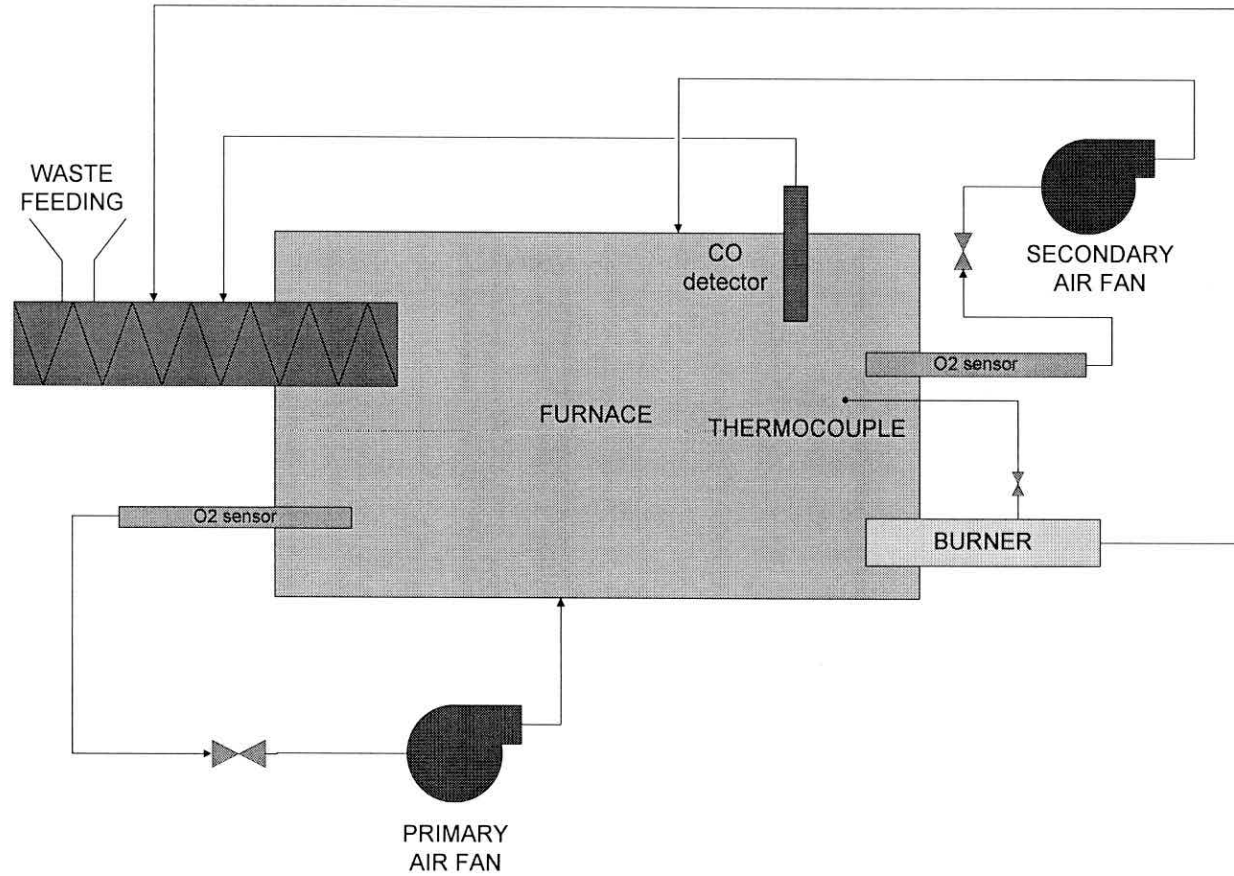 WASTE
FEEDING
CO
detector
SECONDARY
AIR FAN
O2 sensor
FURNACE
THERMOCOUPLE
O2 sensor
BURNER
PRIMARY
AIR FAN